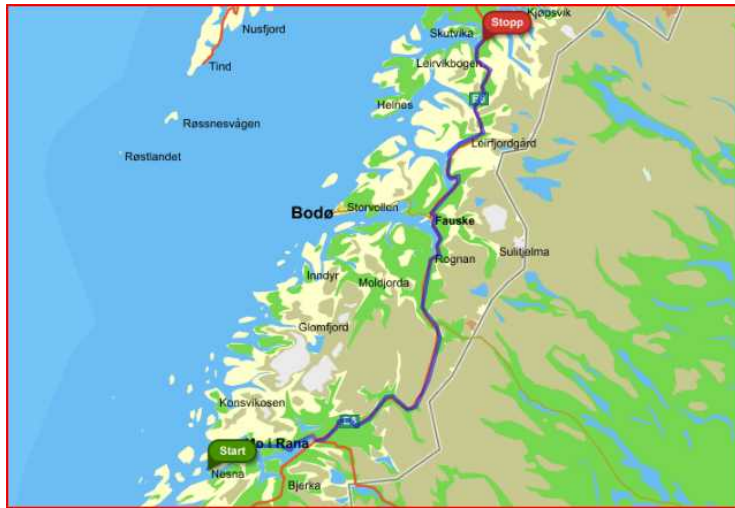 Kjøpsvik
Stopp
Nusfjord
Skutvika
Leirvikbogen
Tind
Helnes
E6
Røssnesvågen
Leirfjordgård
Røstlandet
Bodø
Storvollen
Fauske
Sulitjelma
Rognan
Inndyr
Moldjorda
Glomfjord
Konsvikosen
E6
Mo i Rana
Start
Nesna
Bjerka